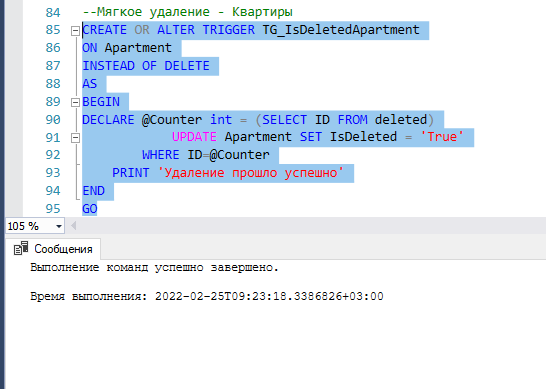 84 --Мягкое удаление - Квартиры
85 CREATE OR ALTER TRIGGER TG_IsDeletedApartment
86 ON Apartment
87 INSTEAD OF DELETE
88 AS
89 BEGIN
90 DECLARE @Counter int = (SELECT ID FROM deleted)
91 UPDATE Apartment SET IsDeleted = 'True'
92 WHERE ID=@Counter
93 PRINT 'Удаление прошло успешно'
94 END
95 GO
105 %
Сообщения
Выполнение команд успешно завершено.
Время выполнения: 2022-02-25T09:23:18.3386826+03:00